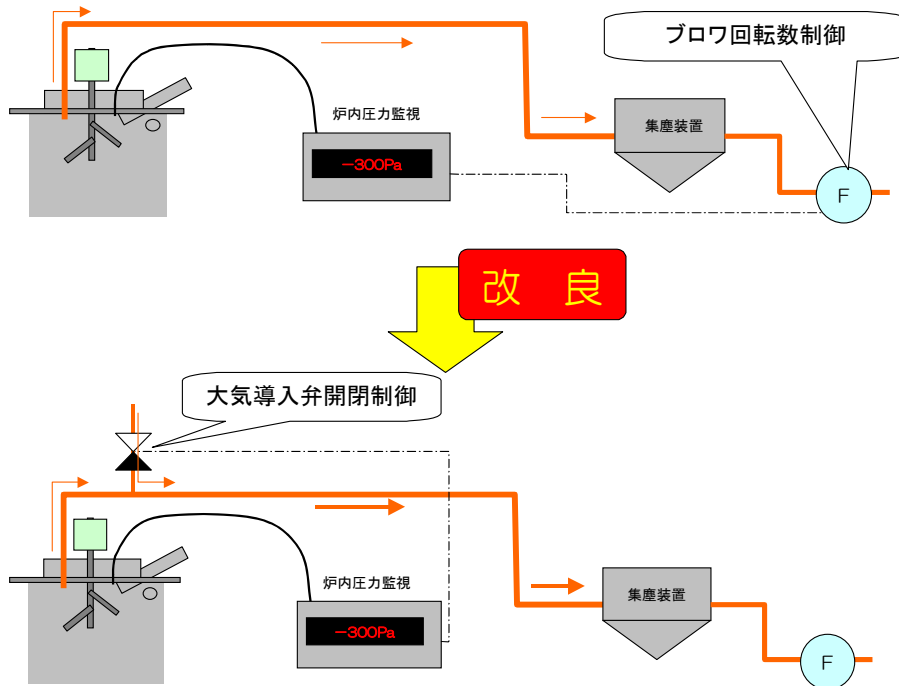 ブロワ回転数制御
炉内圧力監視
集塵装置
−300Pa
F
改 良
大気導入弁開閉制御
炉内圧力監視
集塵装置
−300Pa
F